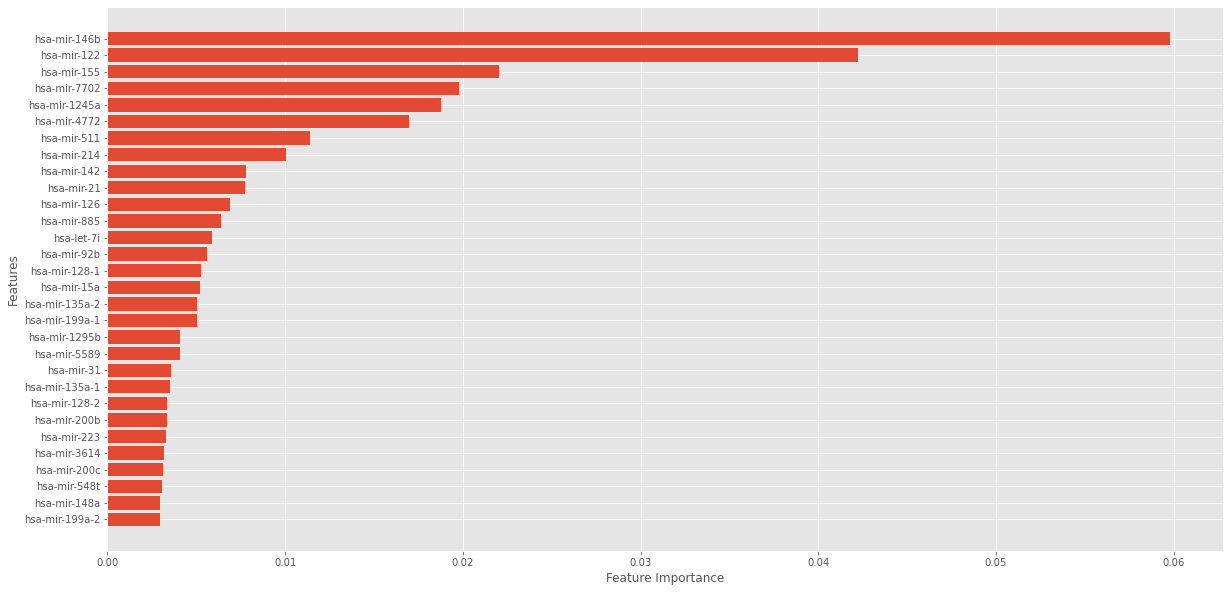 hsa-mir-146b
hsa-mir-122
hsa-mir-155
hsa-mir-7702
hsa-mir-1245a
hsa-mir-4772
hsa-mir-511
hsa-mir-214
hsa-mir-142
hsa-mir-21
hsa-mir-126
hsa-mir-885
hsa-let-7i
hsa-mir-92b
hsa-mir-128-1
hsa-mir-15a
hsa-mir-135a-2
hsa-mir-199a-1
hsa-mir-1295b
hsa-mir-5589
hsa-mir-31
hsa-mir-135a-1
hsa-mir-128-2
hsa-mir-200b
hsa-mir-223
hsa-mir-3614
hsa-mir-200c
hsa-mir-548t
hsa-mir-148a
hsa-mir-199a-2
Features
0.00 0.01 0.02 0.03 0.04 0.05 0.06
Feature Importance